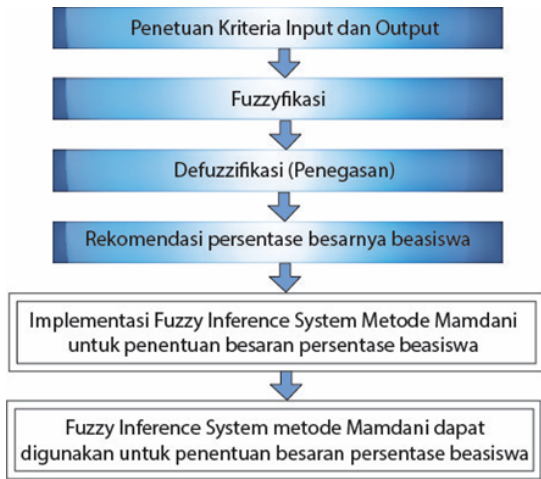 Penetuan Kriteria Input dan Output
Fuzzyfikasi
Defuzzifikasi (Penegasan)
Rekomendasi persentase besarnya beasiswa
Implementasi Fuzzy Inference System Metode Mamdani
untuk penentuan besaran persentase beasiswa
Fuzzy Inference System metode Mamdani dapat
digunakan untuk penentuan besaran persentase beasiswa